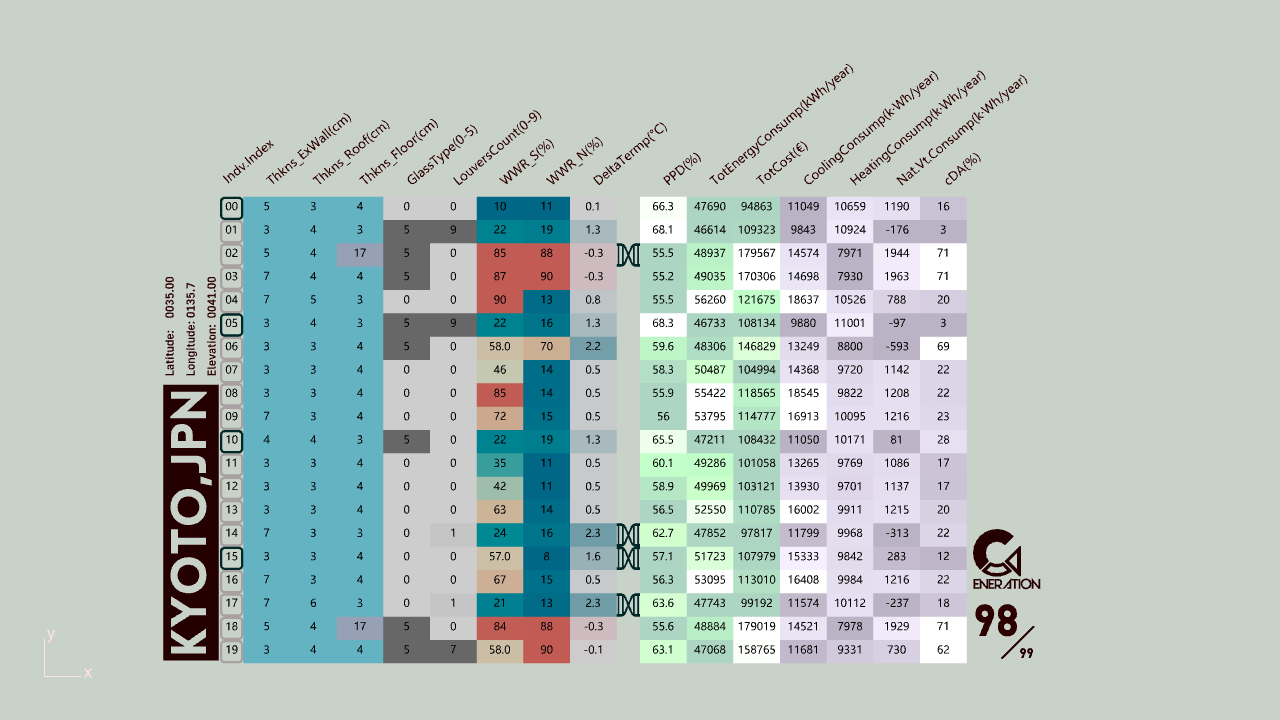 Indv.Index Thkns_ExWall(cm) Thkns_Roof(cm) Thkns_Floor(cm) GlassType(0-5) LouversCount(0-9) WWR_S(%) WWR_N(%) DeltaTermp(°C) PPD(%) TotEnergyConsump(kWh/year) TotCost(€) CoolingConsump(k·Wh/year) HeatingConsump(k·Wh/year) Nat.Vt.Consump(k·Wh/year) cDA(%)
00 5 3 4 0 0 10 11 0.1 66.3 47690 94863 11049 10659 1190 16
01 3 4 3 5 9 22 19 1.3 68.1 46614 109323 9843 10924 -176 3
02 5 4 17 5 0 85 88 -0.3 55.5 48937 179567 14574 7971 1944 71
03 7 4 4 5 0 87 90 -0.3 55.2 49035 170306 14698 7930 1963 71
04 7 5 3 0 0 90 13 0.8 55.5 56260 121675 18637 10526 788 20
05 3 4 3 5 9 22 16 1.3 68.3 46733 108134 9880 11001 -97 3
06 3 3 4 5 0 58.0 70 2.2 59.6 48306 146829 13249 8800 -593 69
07 3 3 4 0 0 46 14 0.5 58.3 50487 104994 14368 9720 1142 22
08 3 3 4 0 0 85 14 0.5 55.9 55422 118565 18545 9822 1208 22
09 7 3 4 0 0 72 15 0.5 56 53795 114777 16913 10095 1216 23
10 4 4 3 5 0 22 19 1.3 65.5 47211 108432 11050 10171 81 28
11 3 3 4 0 0 35 11 0.5 60.1 49286 101058 13265 9769 1086 17
12 3 3 4 0 0 42 11 0.5 58.9 49969 103121 13930 9701 1137 17
13 3 3 4 0 0 63 14 0.5 56.5 52550 110785 16002 9911 1215 20
14 7 3 3 0 1 24 16 2.3 62.7 47852 97817 11799 9968 -313 22
15 3 3 4 0 0 57.0 8 1.6 57.1 51723 107979 15333 9842 283 12
16 7 3 4 0 0 67 15 0.5 56.3 53095 113010 16408 9984 1216 22
17 7 6 3 0 1 21 13 2.3 63.6 47743 99192 11574 10112 -237 18
18 5 4 17 5 0 84 88 -0.3 55.6 48884 179019 14521 7978 1929 71
19 3 4 4 5 7 58.0 90 -0.1 63.1 47068 158765 11681 9331 730 62
Latitude: 0035.00
Longitude: 0135.7
Elevation: 0041.00
KYOTO,JPN
G
ENERATION
98/99
y
x